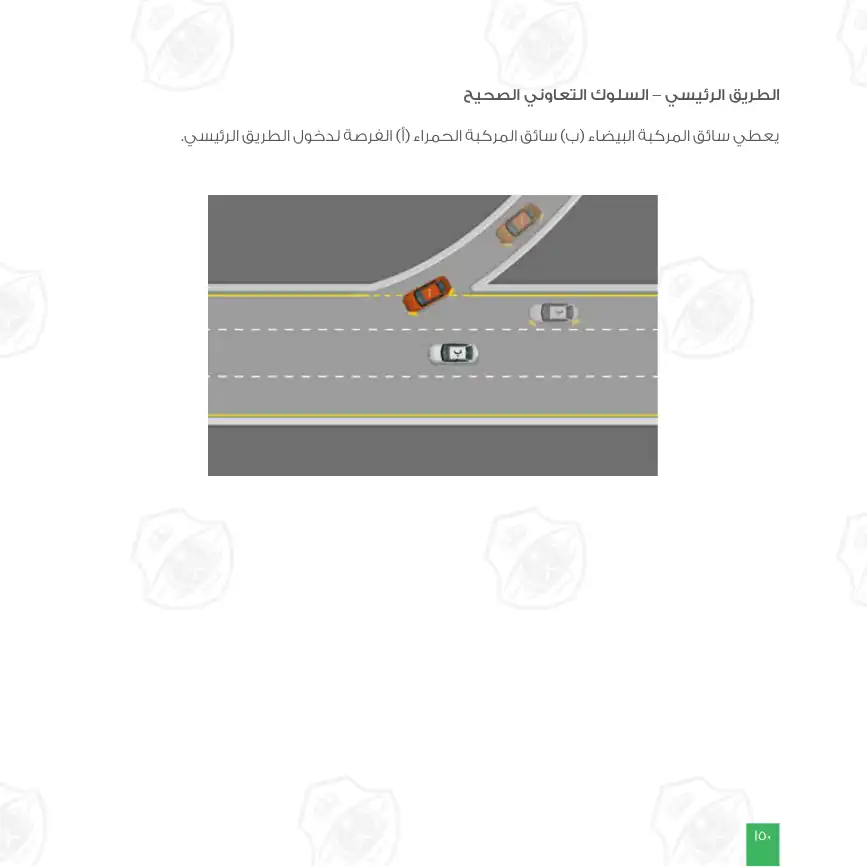 الطريق الرئيسي – السلوك التعاوني الصحيح
يعطي سائق المركبة البيضاء (ب) سائق المركبة الحمراء (أ) الفرصة لدخول الطريق الرئيسي.
أ
أ
ب
ب
١٥٠